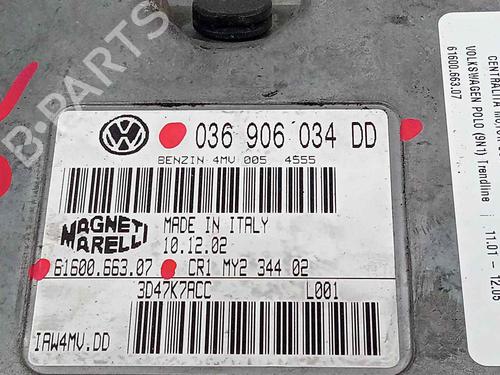 B-PARTS
036 906 034 DD
BENZIN 4MV 005 4555
MAGNETI MARELLI
MADE IN ITALY
10.12.02
61600.663.07 CR1 MY2 344 02
3D47K7ACC L001
IAW4MV.DD
CENTRALITA MOTOR
VOLKSWAGEN POLO (9N1) Trendline | 11.01 - 12.05
61600.663.07